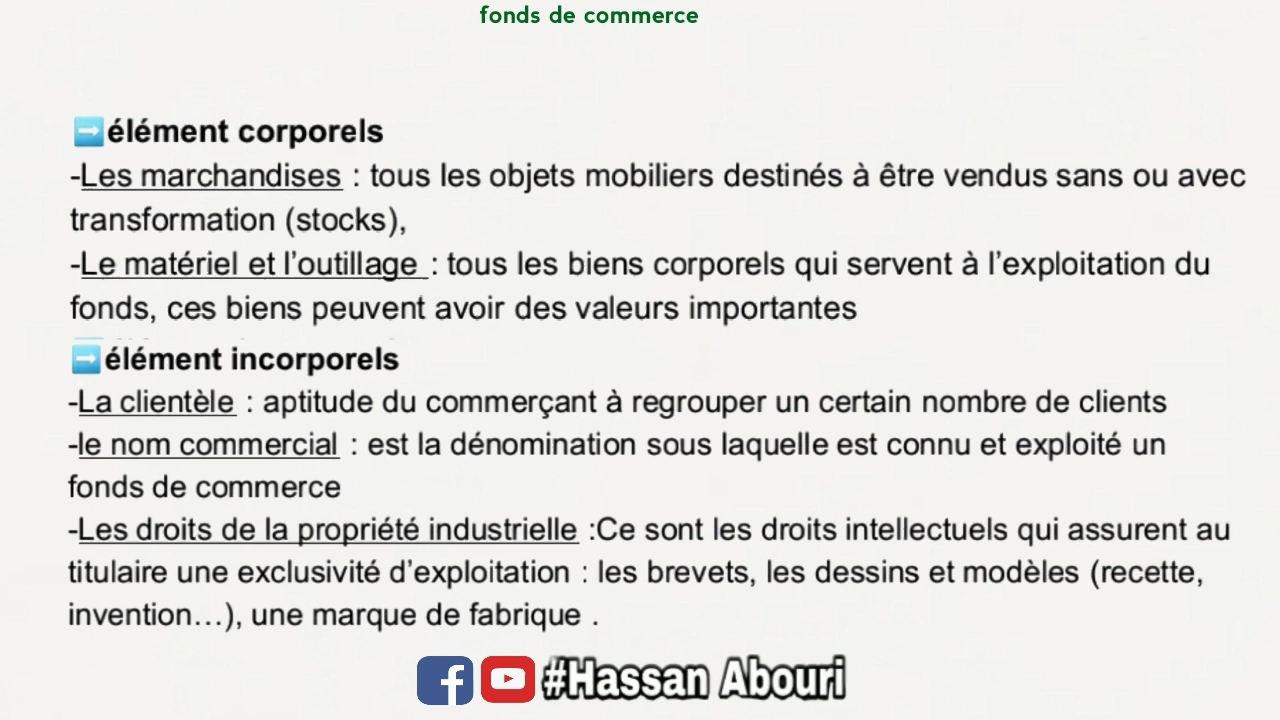 fonds de commerce
➡élément corporels
-Les marchandises : tous les objets mobiliers destinés à être vendus sans ou avec
transformation (stocks),
-Le matériel et l’outillage : tous les biens corporels qui servent à l’exploitation du
fonds, ces biens peuvent avoir des valeurs importantes
➡élément incorporels
-La clientèle : aptitude du commerçant à regrouper un certain nombre de clients
-le nom commercial : est la dénomination sous laquelle est connu et exploité un
fonds de commerce
-Les droits de la propriété industrielle :Ce sont les droits intellectuels qui assurent au
titulaire une exclusivité d’exploitation : les brevets, les dessins et modèles (recette,
invention…), une marque de fabrique .
#Hassan Abouri